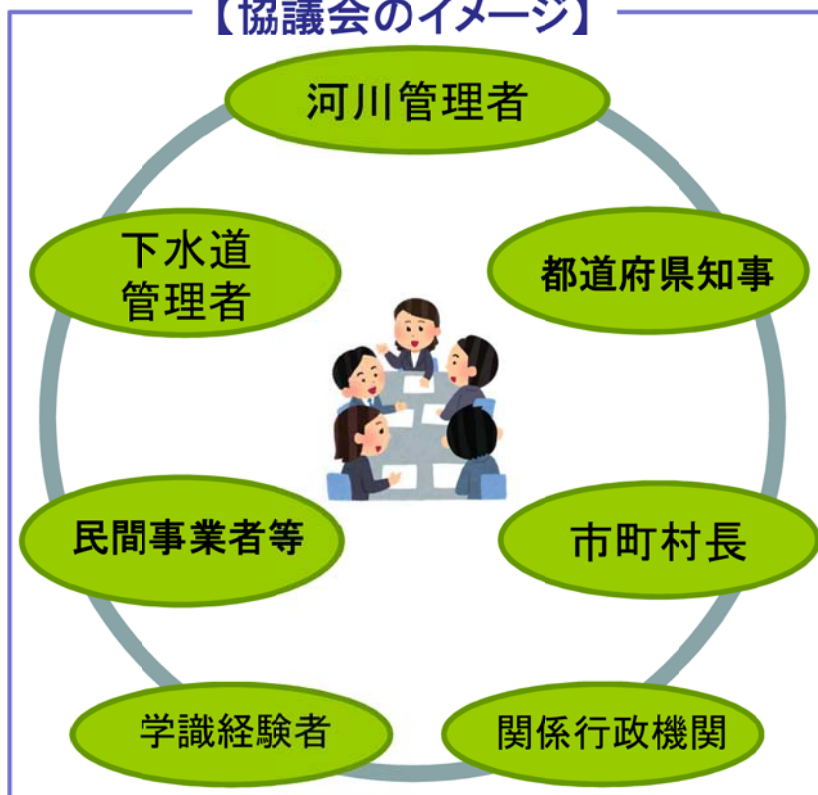 【協議会のイメージ】
河川管理者
下水道
管理者
都道府県知事
民間事業者等
市町村長
学識経験者
関係行政機関